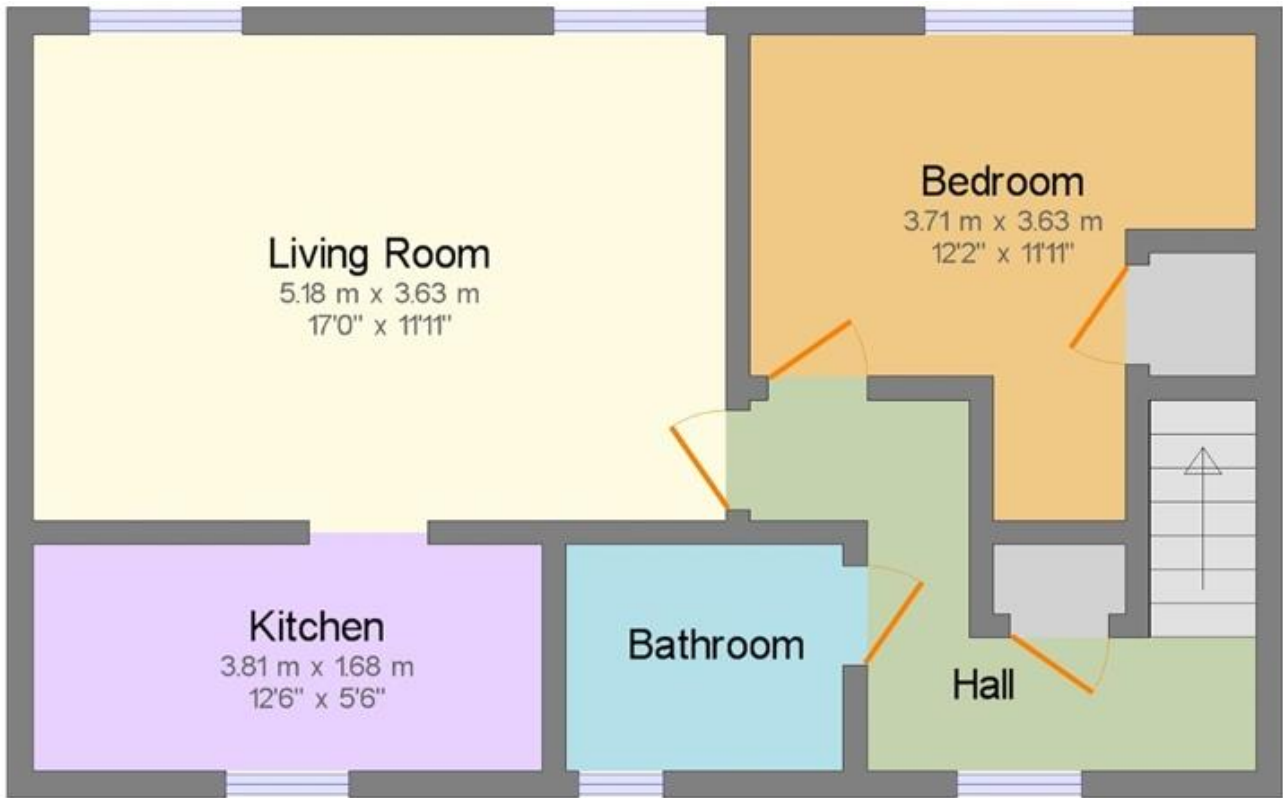 Living Room
5.18 m x 3.63 m
17'0" x 11'11"
Bedroom
3.71 m x 3.63 m
12'2" x 11'11"
Kitchen
3.81 m x 1.68 m
12'6" x 5'6"
Bathroom
Hall